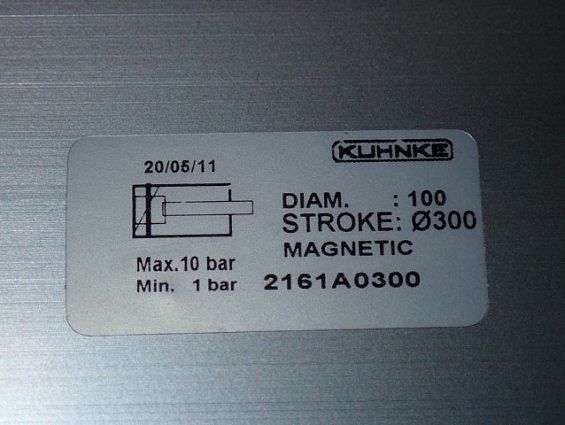 KUHNKE
20/05/11
DIAM. : 100
STROKE: Ø300
MAGNETIC
Max.10 bar
Min. 1 bar
2161A0300